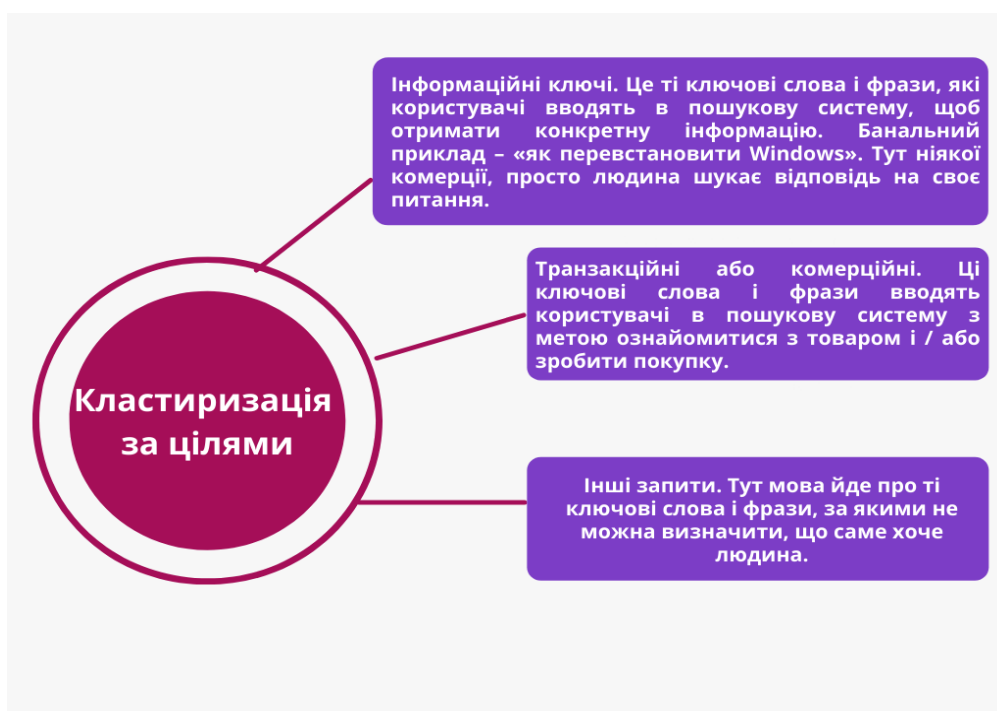 Інформаційні ключі. Це ті ключові слова і фрази, які
користувачі вводять в пошукову систему, щоб
отримати конкретну інформацію. Банальний
приклад – «як перевстановити Windows». Тут ніякої
комерції, просто людина шукає відповідь на своє
питання.
Транзакційні або комерційні. Ці
ключові слова і фрази вводять
користувачі в пошукову систему з
метою ознайомитися з товаром і / або
зробити покупку.
Кластиризація
за цілями
Інші запити. Тут мова йде про ті
ключові слова і фрази, за якими не
можна визначити, що саме хоче
людина.